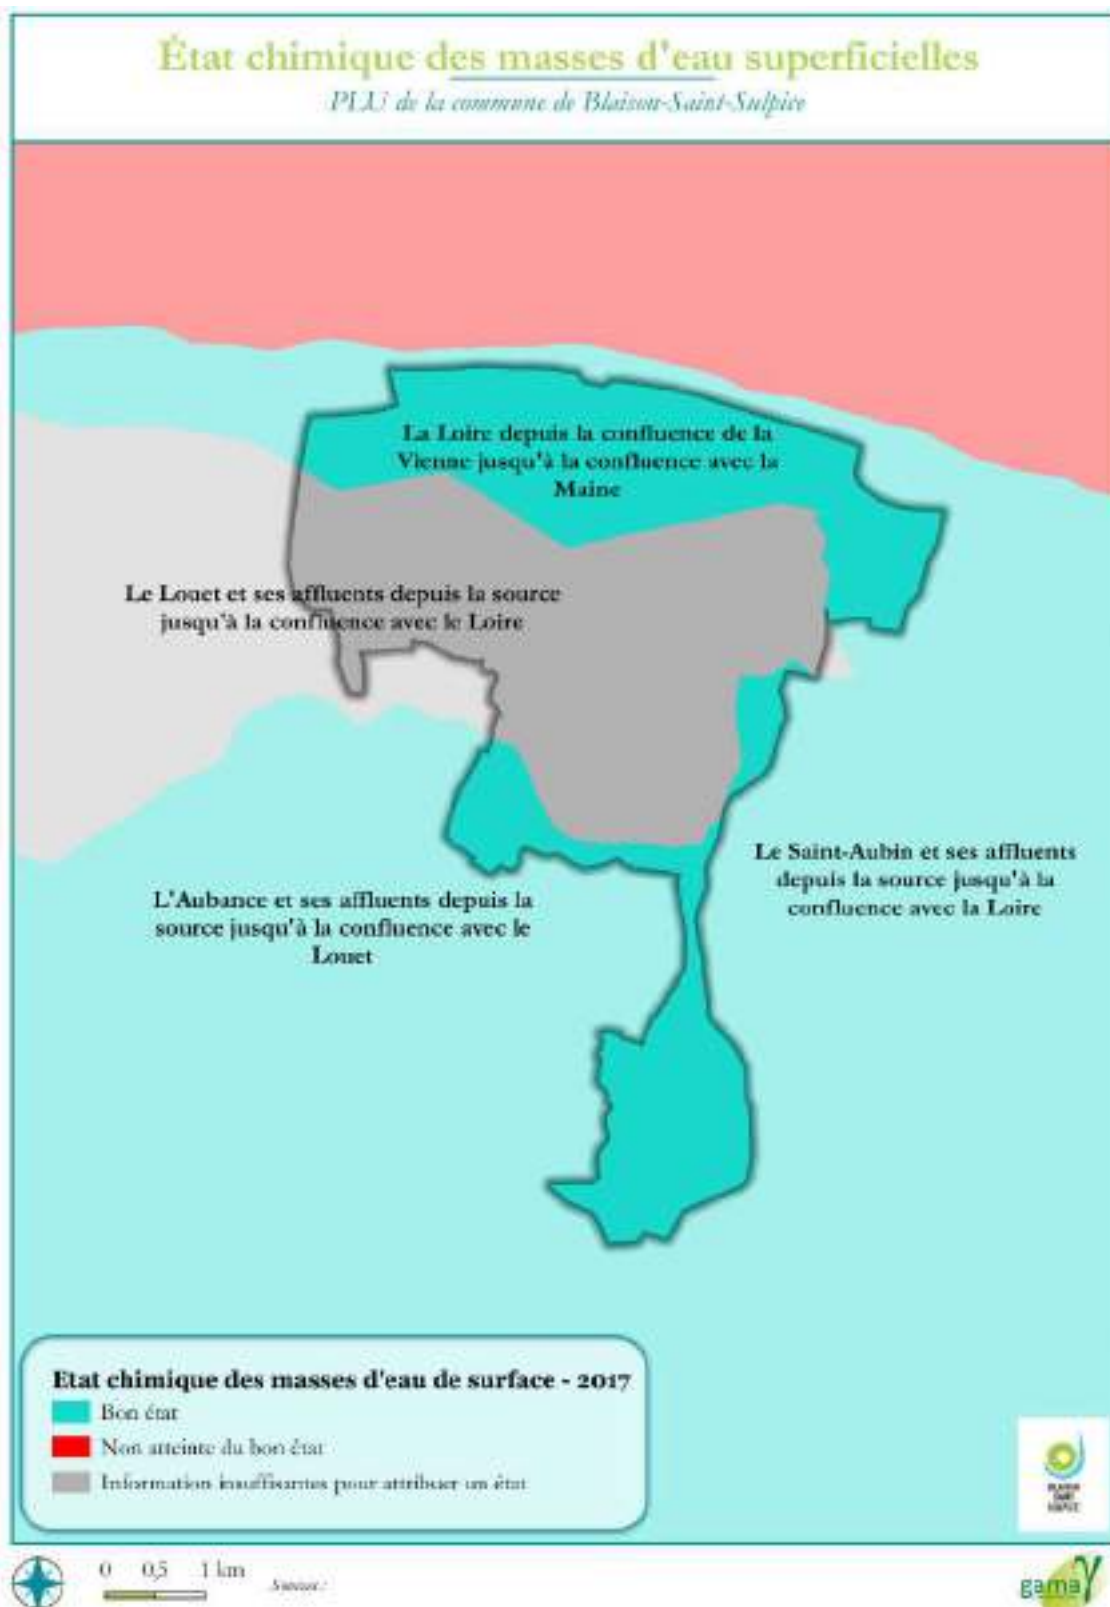 État chimique des masses d'eau superficielles
PLU de la commune de Blaison-Saint-Sulpice
La Loire depuis la confluence de la
Vienne jusqu'à la confluence avec la
Maine
Le Louet et ses affluents depuis la source
jusqu'à la confluence avec le Loire
Le Saint-Aubin et ses affluents
depuis la source jusqu'à la
confluence avec la Loire
L'Aubance et ses affluents depuis la
source jusqu'à la confluence avec le
Louet
Etat chimique des masses d'eau de surface - 2017
Bon état
Non atteinte du bon état
Information insuffisantes pour attribuer un état
BLAISON
SAINT
SULPICE
0 0,5 1 km
Sources :
gama